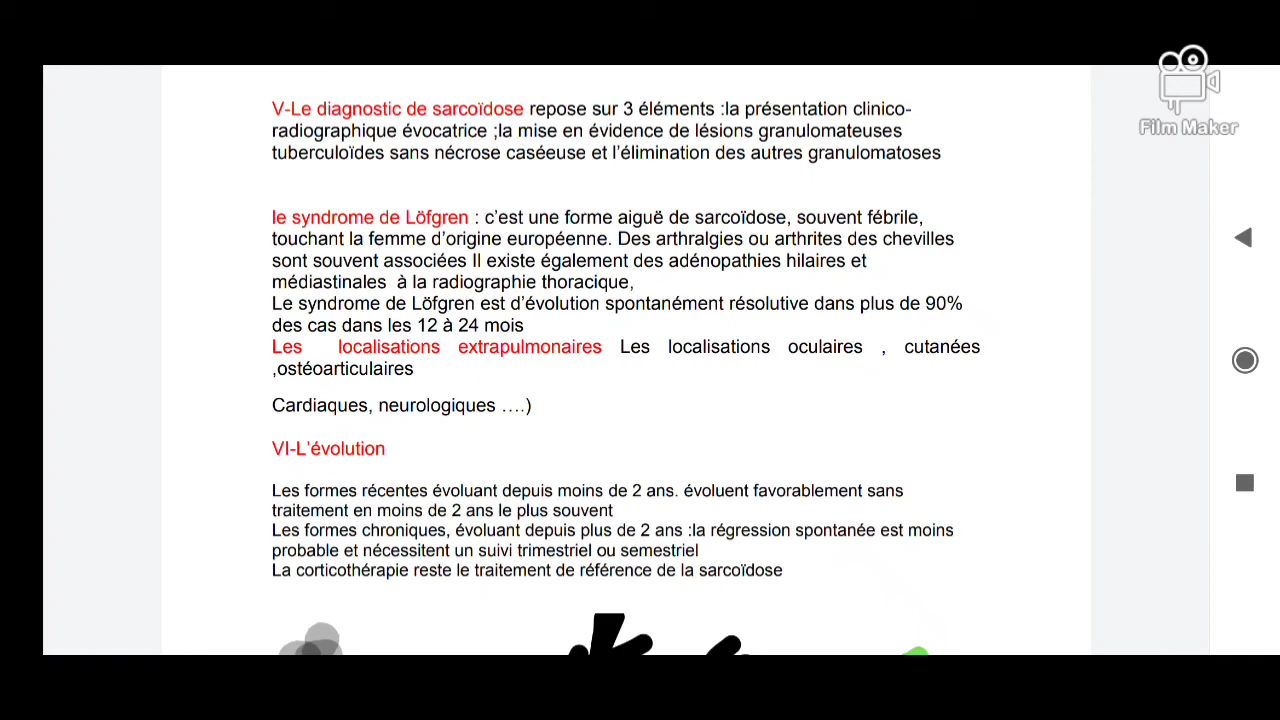 Film Maker
V-Le diagnostic de sarcoïdose repose sur 3 éléments :la présentation clinico-
radiographique évocatrice ;la mise en évidence de lésions granulomateuses
tuberculoïdes sans nécrose caséeuse et l'élimination des autres granulomatoses
le syndrome de Löfgren : c'est une forme aiguë de sarcoïdose, souvent fébrile,
touchant la femme d'origine européenne. Des arthralgies ou arthrites des chevilles
sont souvent associées Il existe également des adénopathies hilaires et
médiastinales à la radiographie thoracique,
Le syndrome de Löfgren est d'évolution spontanément résolutive dans plus de 90%
des cas dans les 12 à 24 mois
Les localisations extrapulmonaires Les localisations oculaires , cutanées
,ostéoarticulaires
Cardiaques, neurologiques ….)
VI-L'évolution
Les formes récentes évoluant depuis moins de 2 ans. évoluent favorablement sans
traitement en moins de 2 ans le plus souvent
Les formes chroniques, évoluant depuis plus de 2 ans :la régression spontanée est moins
probable et nécessitent un suivi trimestriel ou semestriel
La corticothérapie reste le traitement de référence de la sarcoïdose